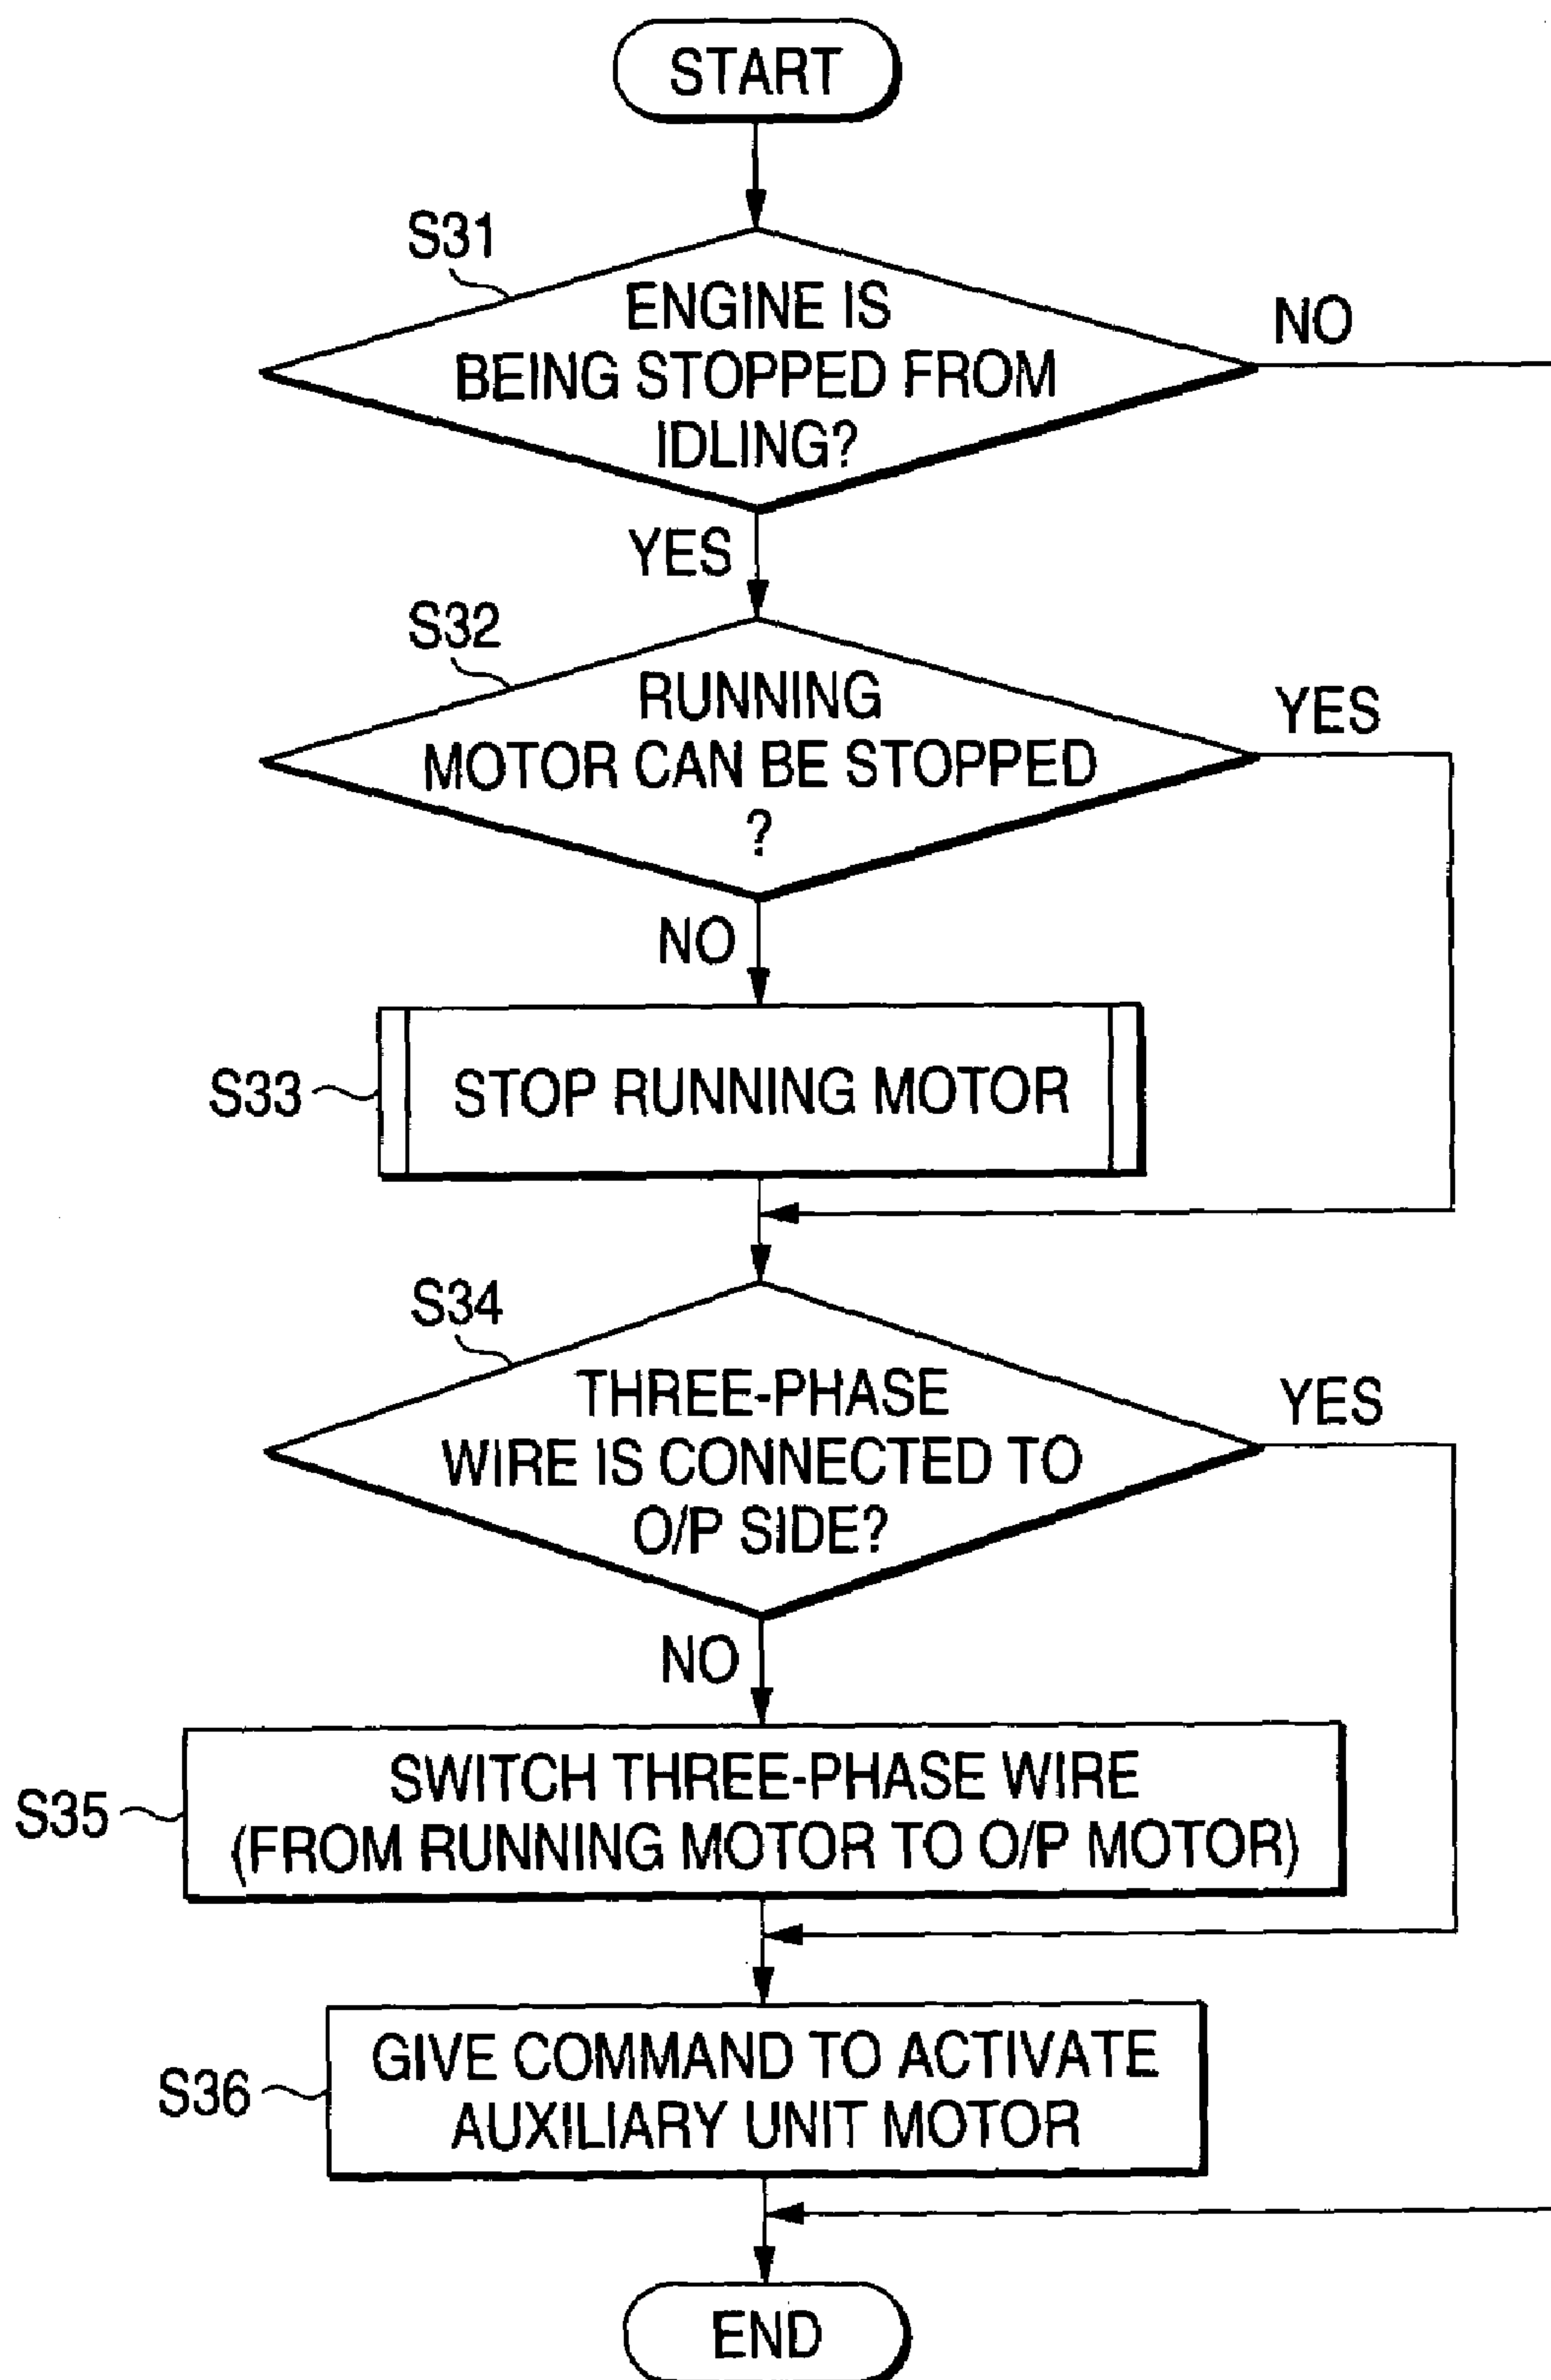 START
S31
ENGINE IS
BEING STOPPED FROM
IDLING?
NO
YES
S32
RUNNING
MOTOR CAN BE STOPPED
?
YES
NO
S33
STOP RUNNING MOTOR
S34
THREE-PHASE
WIRE IS CONNECTED TO
O/P SIDE?
YES
NO
S35
SWITCH THREE-PHASE WIRE
(FROM RUNNING MOTOR TO O/P MOTOR)
S36
GIVE COMMAND TO ACTIVATE
AUXILIARY UNIT MOTOR
END